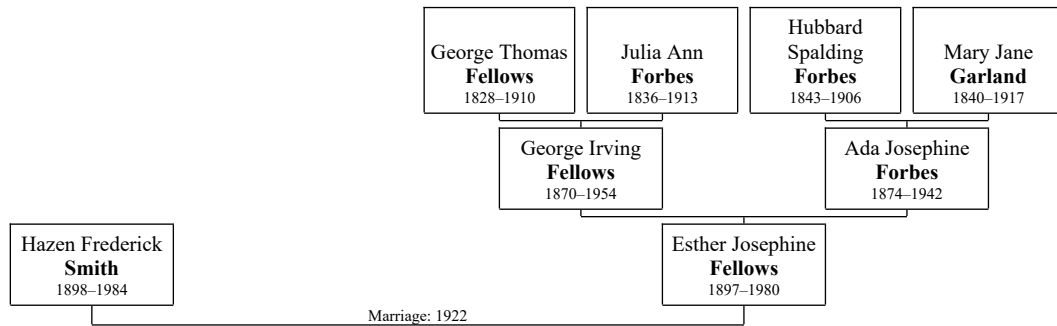 George Thomas
Fellows
1828–1910
Julia Ann
Forbes
1836–1913
Hubbard
Spalding
Forbes
1843–1906
Mary Jane
Garland
1840–1917
George Irving
Fellows
1870–1954
Ada Josephine
Forbes
1874–1942
Hazen Frederick
Smith
1898–1984
Esther Josephine
Fellows
1897–1980
Marriage: 1922